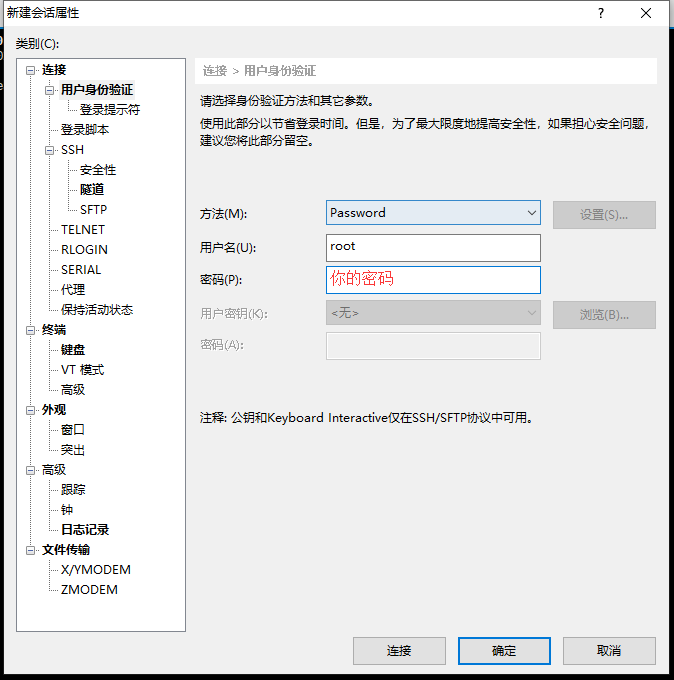 新建会话属性
?
类别(C):
连接
用户身份验证
登录提示符
登录脚本
SSH
安全性
隧道
SFTP
TELNET
RLOGIN
SERIAL
代理
保持活动状态
终端
键盘
VT 模式
高级
外观
窗口
突出
高级
跟踪
钟
日志记录
文件传输
X/YMODEM
ZMODEM
连接 > 用户身份验证
请选择身份验证方法和其它参数。
使用此部分以节省登录时间。但是，为了最大限度地提高安全性，如果担心安全问题，
建议您将此部分留空。
方法(M):
Password
设置(S)...
用户名(U):
root
密码(P):
你的密码
用户密钥(K):
<无>
浏览(B)...
密码(A):
注释: 公钥和Keyboard Interactive仅在SSH/SFTP协议中可用。
连接
确定
取消